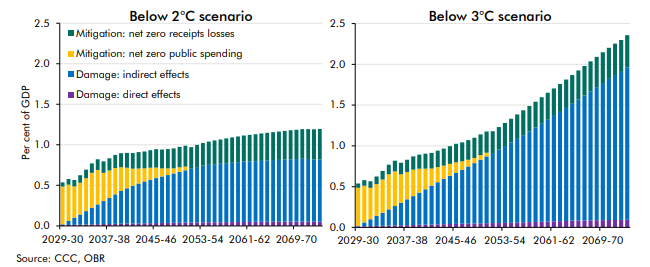 Below 2°C scenario
2.5
2.0
1.5
1.0
0.5
0.0
Per cent of GDP
Mitigation: net zero receipts losses
Mitigation: net zero public spending
Damage: indirect effects
Damage: direct effects
2029-30 2037-38 2045-46 2053-54 2061-62 2069-70
Below 3°C scenario
2.5
2.0
1.5
1.0
0.5
0.0
2029-30 2037-38 2045-46 2053-54 2061-62 2069-70
Source: CCC, OBR